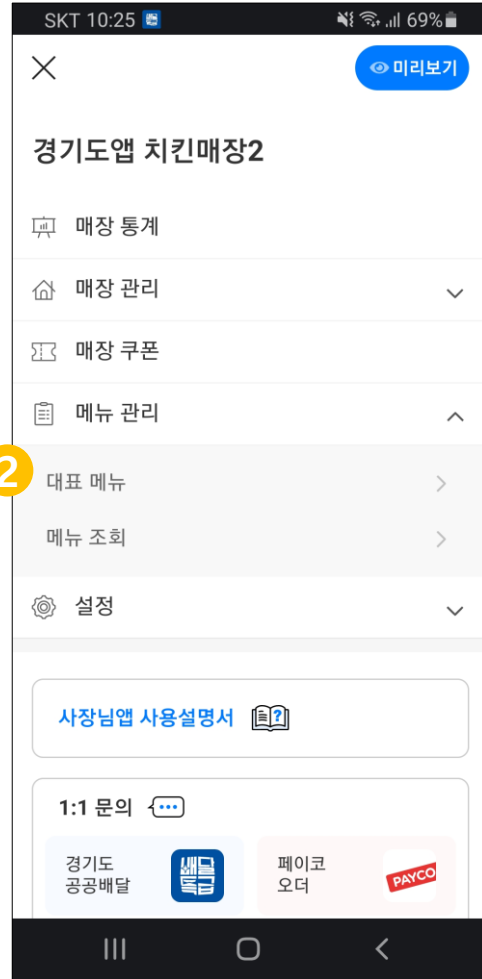 SKT 10:25 69%
미리보기
경기도앱 치킨매장2
매장 통계
매장 관리
매장 쿠폰
메뉴 관리
2
대표 메뉴
메뉴 조회
설정
사장님앱 사용설명서
1:1 문의
경기도
공공배달
배달
특급
페이코
오더
PAYCO